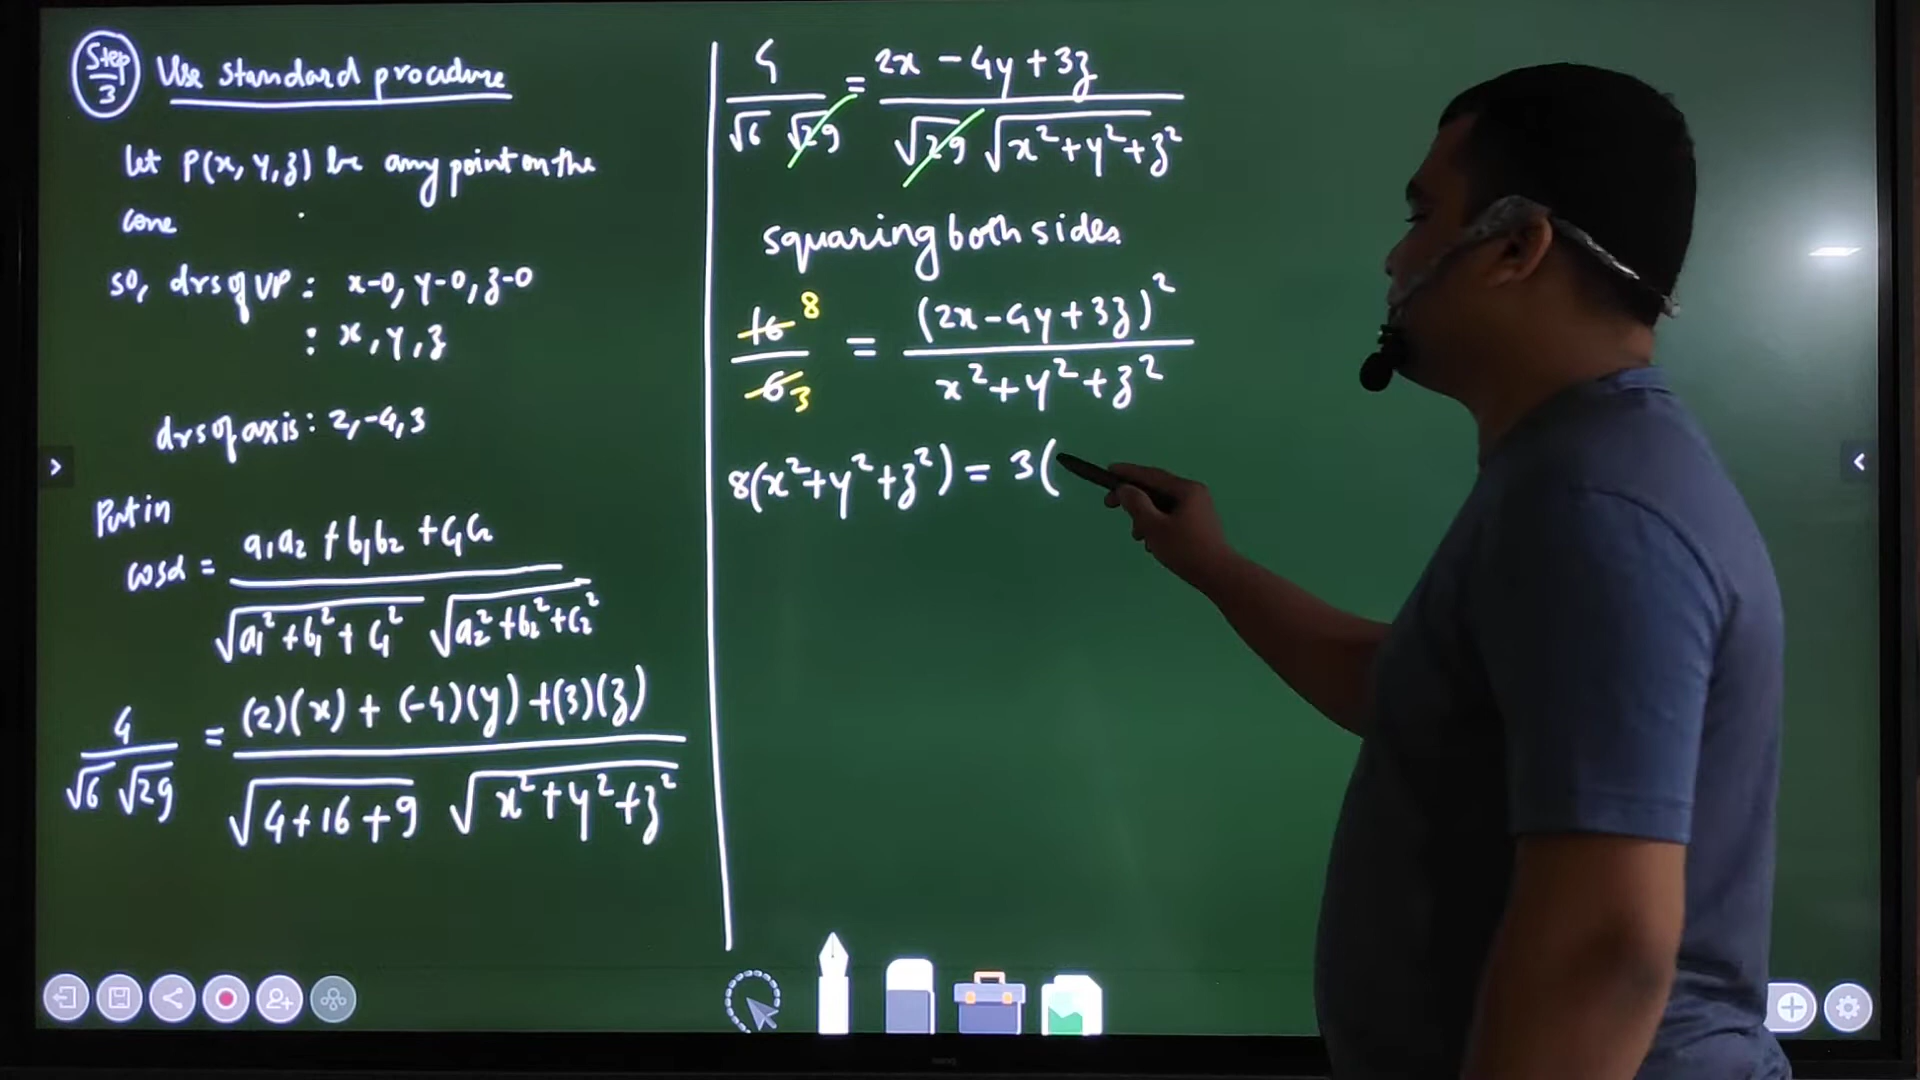 Step 3 Use standard procedure
let P(x, y, z) be any point on the
cone
so, drs of VP : x-0, y-0, z-0
: x, y, z
drs of axis : 2, -4, 3
Put in
cosα = (a₁a₂ + b₁b₂ + c₁c₂) / (√(a₁² + b₁² + c₁²) √(a₂² + b₂² + c₂²))
4 / (√6 √29) = ((2)(x) + (-4)(y) + (3)(z)) / (√(4+16+9) √(x² + y² + z²))
4 / (√6 √29) = (2x - 4y + 3z) / (√29 √(x² + y² + z²))
squaring both sides.
16 8 / 6 3 = (2x - 4y + 3z)² / (x² + y² + z²)
8(x² + y² + z²) = 3(